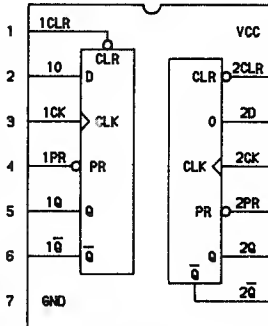 1CLR VCC
1 CLR CLR 2CLR
2 1O D O 2D
3 1CK CLK CLK 2CK
4 1PR PR PR 2PR
5 1Q Q Q 2Q
6 1Q̅ Q̅ Q̅
7 GND 2Q̅